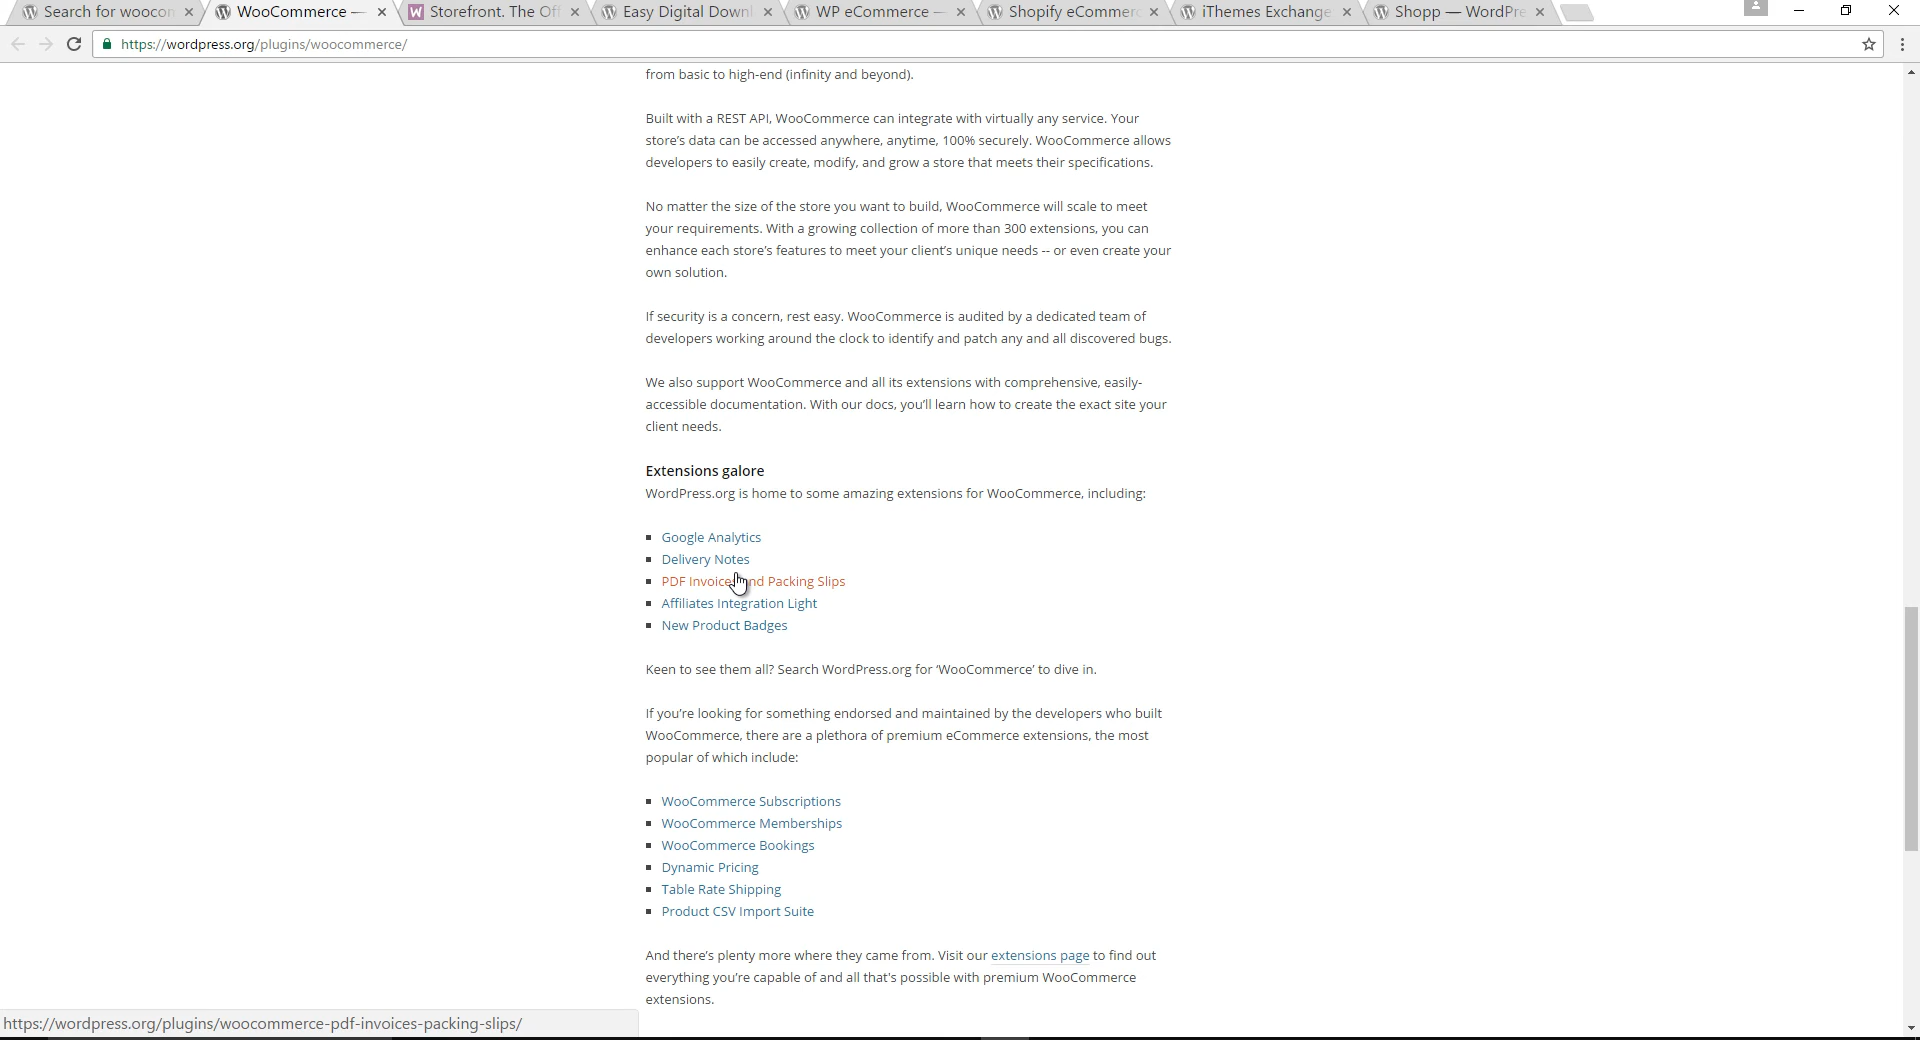 Search for woocon
WooCommerce —
Storefront. The Of
Easy Digital Down
WP eCommerce —
Shopify eCommerc
iThemes Exchange
Shopp — WordPre
https://wordpress.org/plugins/woocommerce/
from basic to high-end (infinity and beyond).
Built with a REST API, WooCommerce can integrate with virtually any service. Your
store's data can be accessed anywhere, anytime, 100% securely. WooCommerce allows
developers to easily create, modify, and grow a store that meets their specifications.
No matter the size of the store you want to build, WooCommerce will scale to meet
your requirements. With a growing collection of more than 300 extensions, you can
enhance each store's features to meet your client's unique needs -- or even create your
own solution.
If security is a concern, rest easy. WooCommerce is audited by a dedicated team of
developers working around the clock to identify and patch any and all discovered bugs.
We also support WooCommerce and all its extensions with comprehensive, easily-
accessible documentation. With our docs, you'll learn how to create the exact site your
client needs.
Extensions galore
WordPress.org is home to some amazing extensions for WooCommerce, including:
Google Analytics
Delivery Notes
PDF Invoices and Packing Slips
Affiliates Integration Light
New Product Badges
Keen to see them all? Search WordPress.org for 'WooCommerce' to dive in.
If you're looking for something endorsed and maintained by the developers who built
WooCommerce, there are a plethora of premium eCommerce extensions, the most
popular of which include:
WooCommerce Subscriptions
WooCommerce Memberships
WooCommerce Bookings
Dynamic Pricing
Table Rate Shipping
Product CSV Import Suite
And there's plenty more where they came from. Visit our extensions page to find out
everything you're capable of and all that's possible with premium WooCommerce
extensions.
https://wordpress.org/plugins/woocommerce-pdf-invoices-packing-slips/